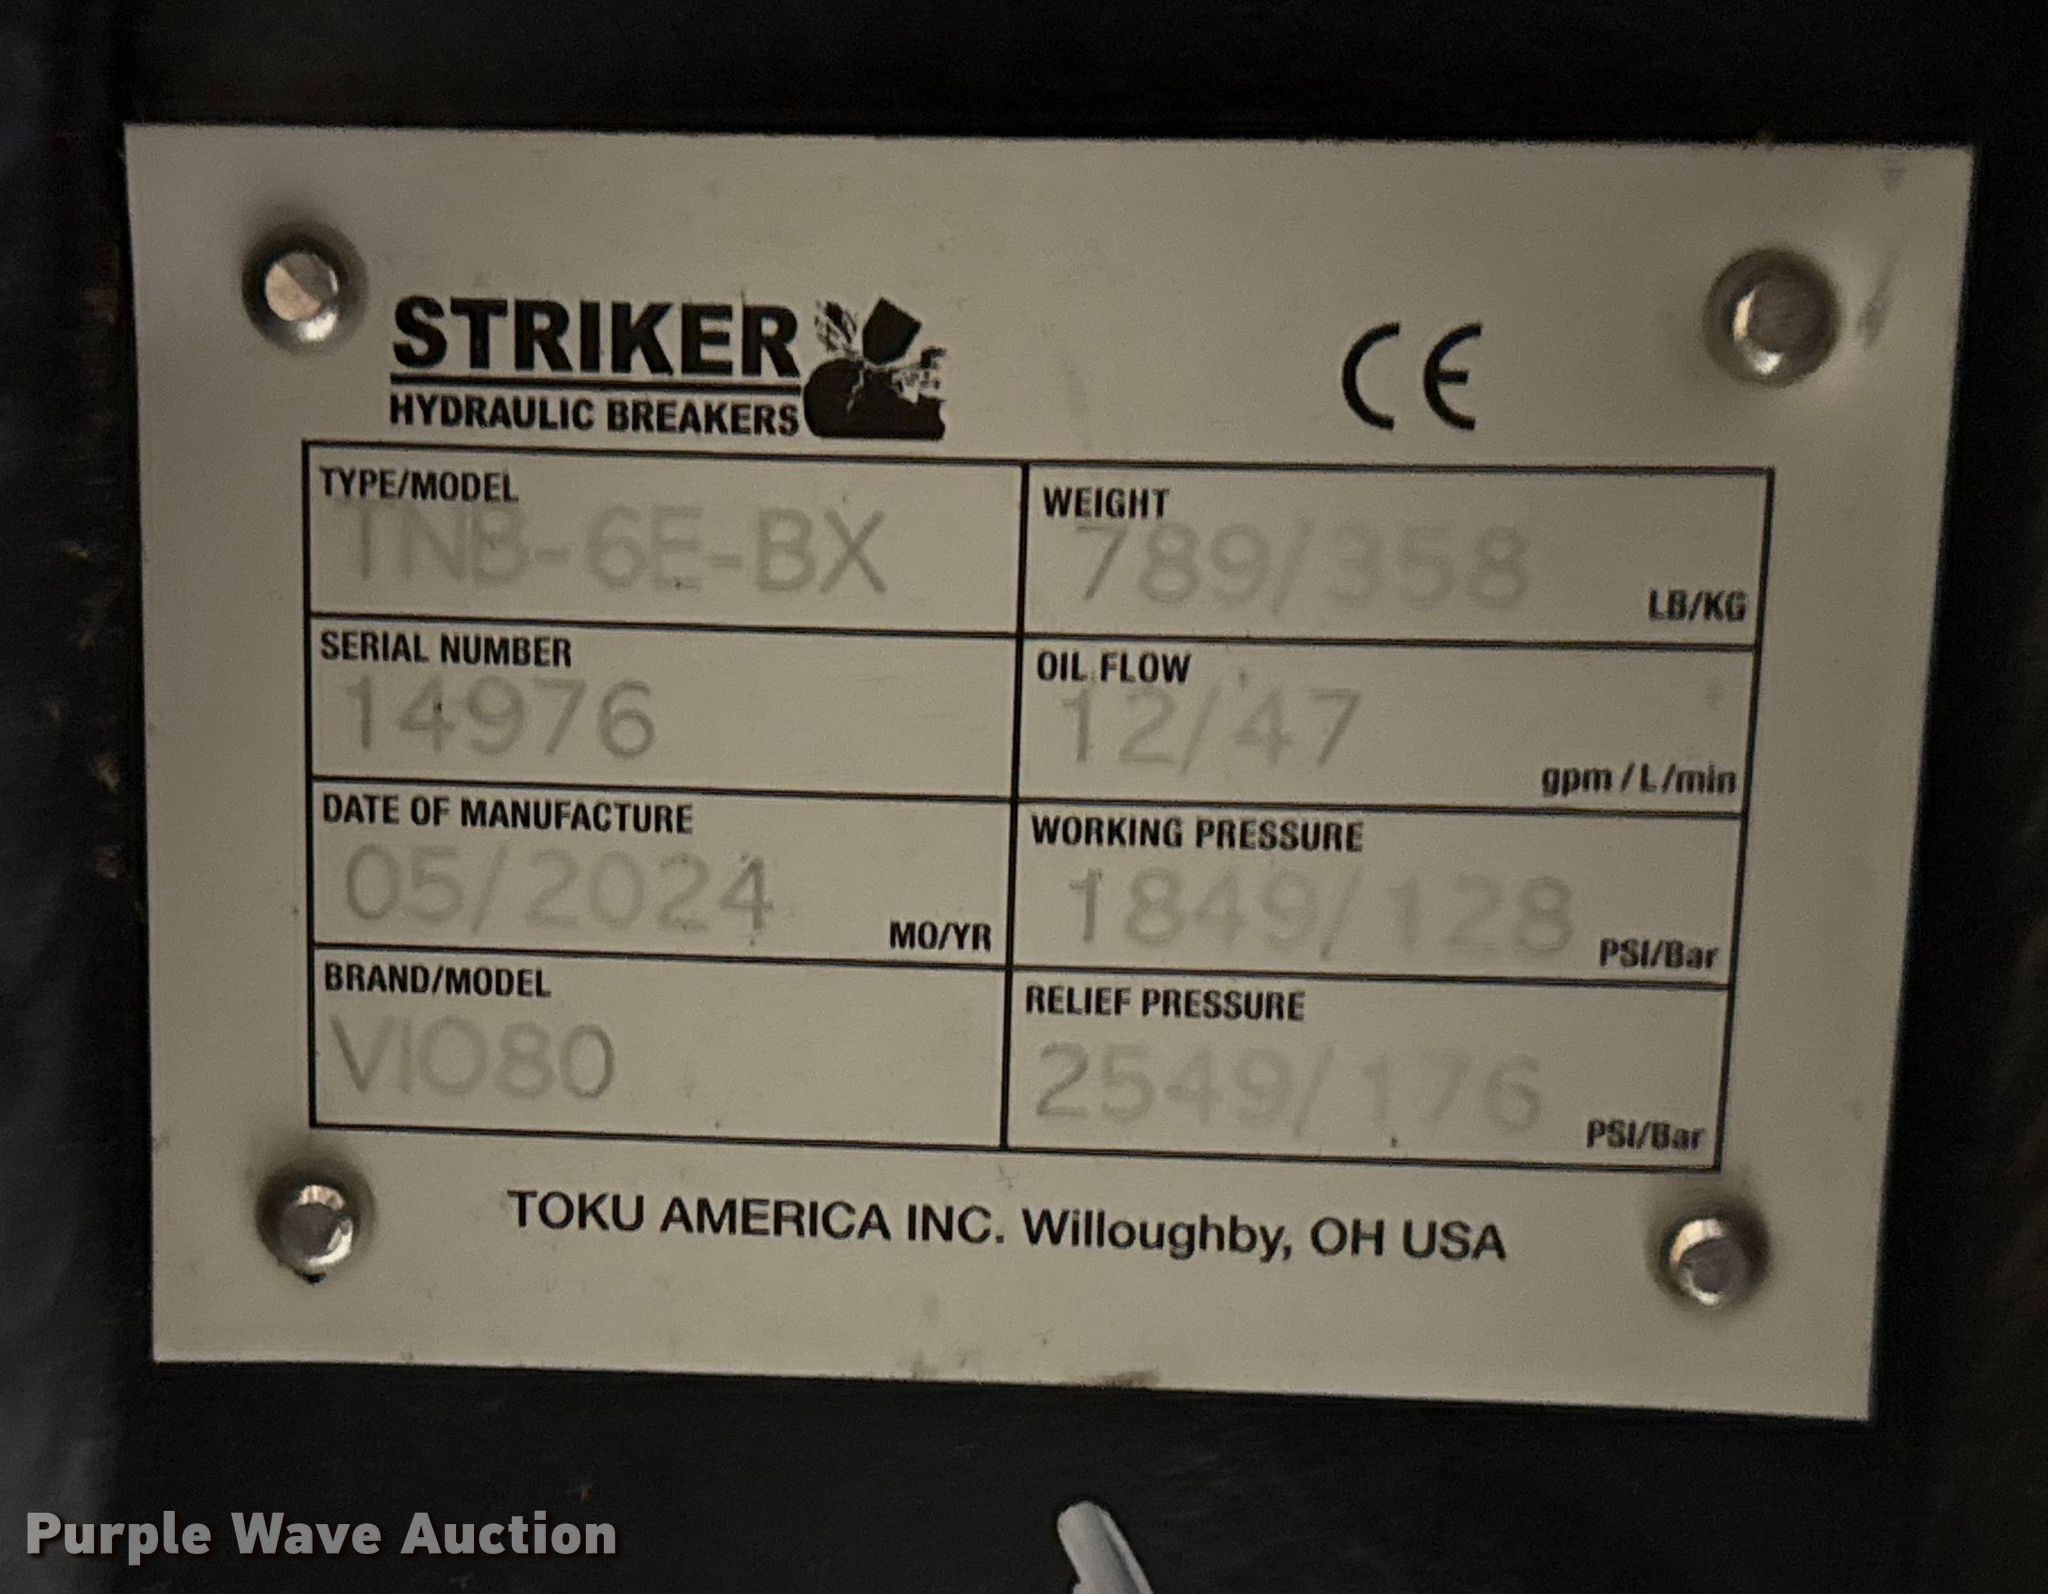 STRIKER
HYDRAULIC BREAKERS
CE
TYPE/MODEL
TNB-6E-BX
WEIGHT
789/358
LB/KG
SERIAL NUMBER
14976
OIL FLOW
12/47
gpm/L/min
DATE OF MANUFACTURE
05/2024
MO/YR
WORKING PRESSURE
1849/128
PSI/Bar
BRAND/MODEL
VIO80
RELIEF PRESSURE
2549/176
PSI/Bar
TOKU AMERICA INC. Willoughby, OH USA
Purple Wave Auction